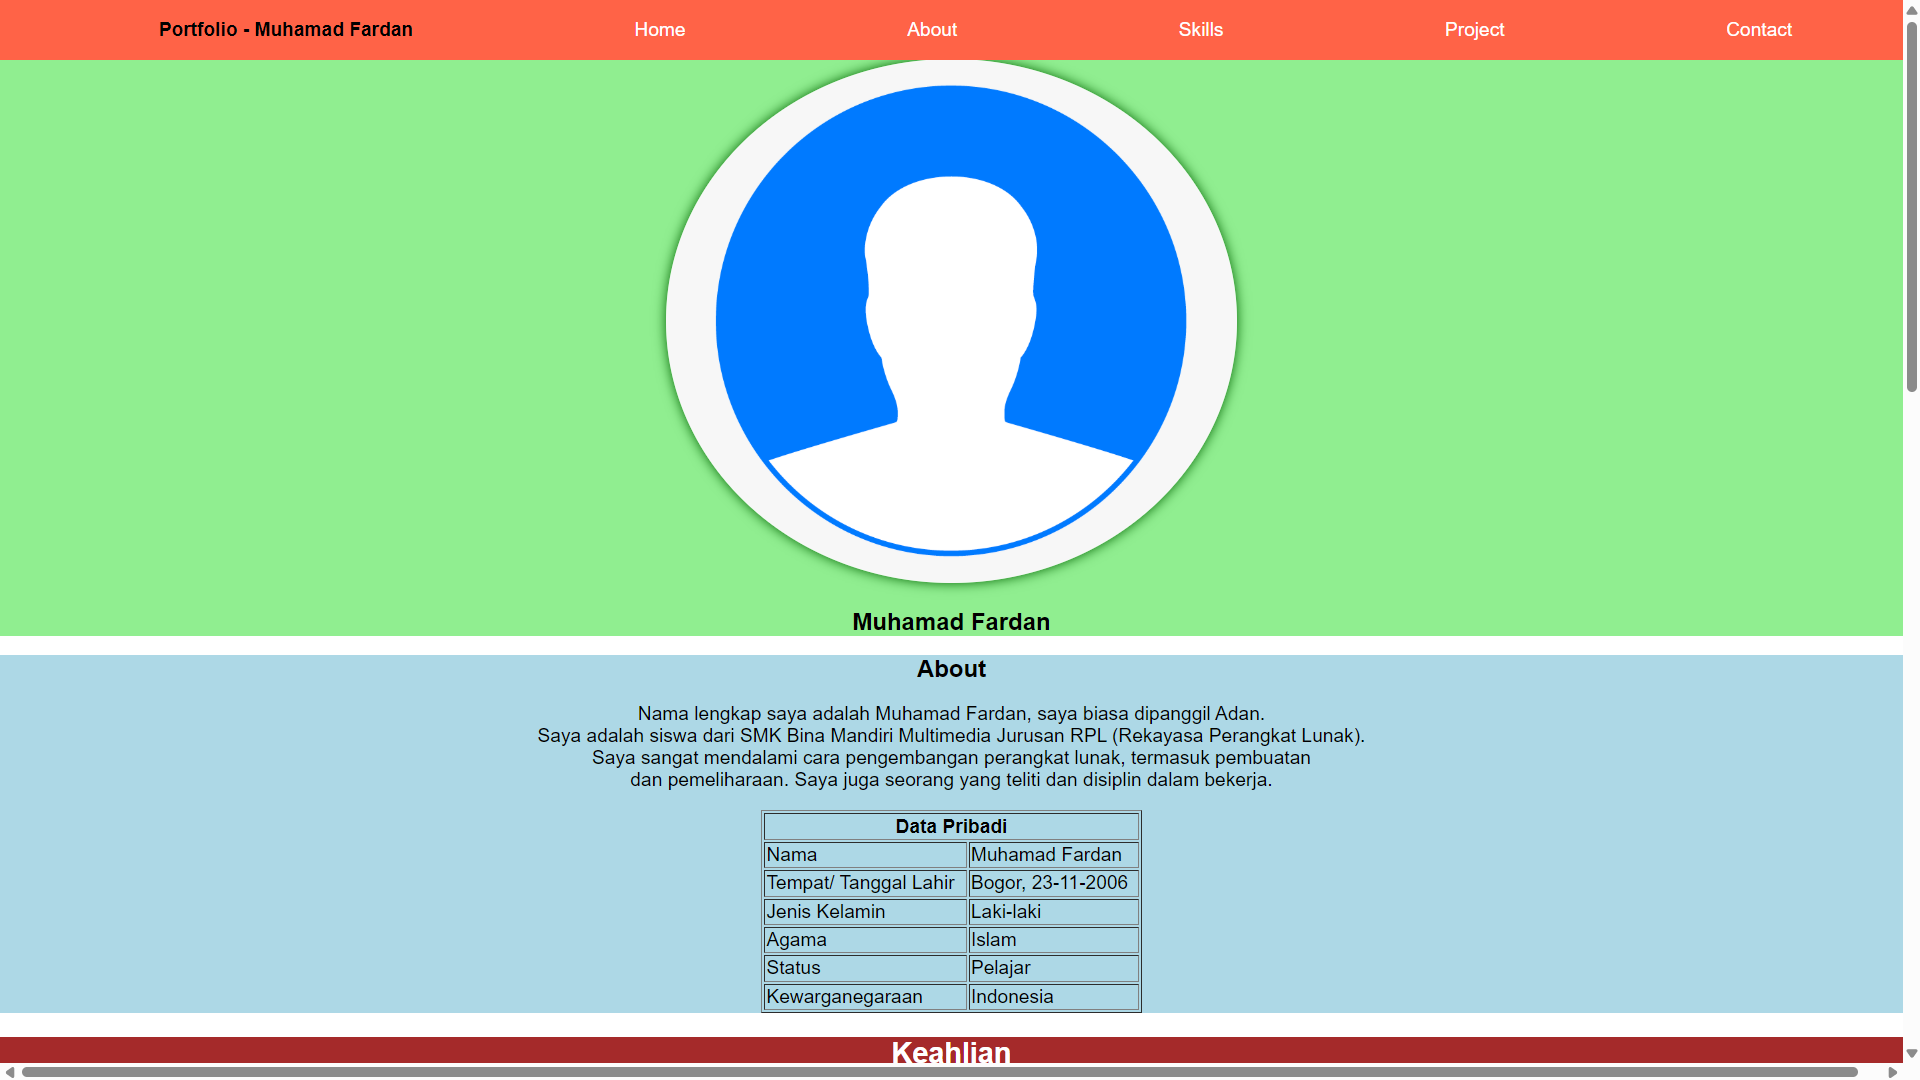 Portfolio - Muhamad Fardan Home About Skills Project Contact
Muhamad Fardan
About
Nama lengkap saya adalah Muhamad Fardan, saya biasa dipanggil Adan.
Saya adalah siswa dari SMK Bina Mandiri Multimedia Jurusan RPL (Rekayasa Perangkat Lunak).
Saya sangat mendalami cara pengembangan perangkat lunak, termasuk pembuatan
dan pemeliharaan. Saya juga seorang yang teliti dan disiplin dalam bekerja.
Data Pribadi
Nama Muhamad Fardan
Tempat/ Tanggal Lahir Bogor, 23-11-2006
Jenis Kelamin Laki-laki
Agama Islam
Status Pelajar
Kewarganegaraan Indonesia
Keahlian